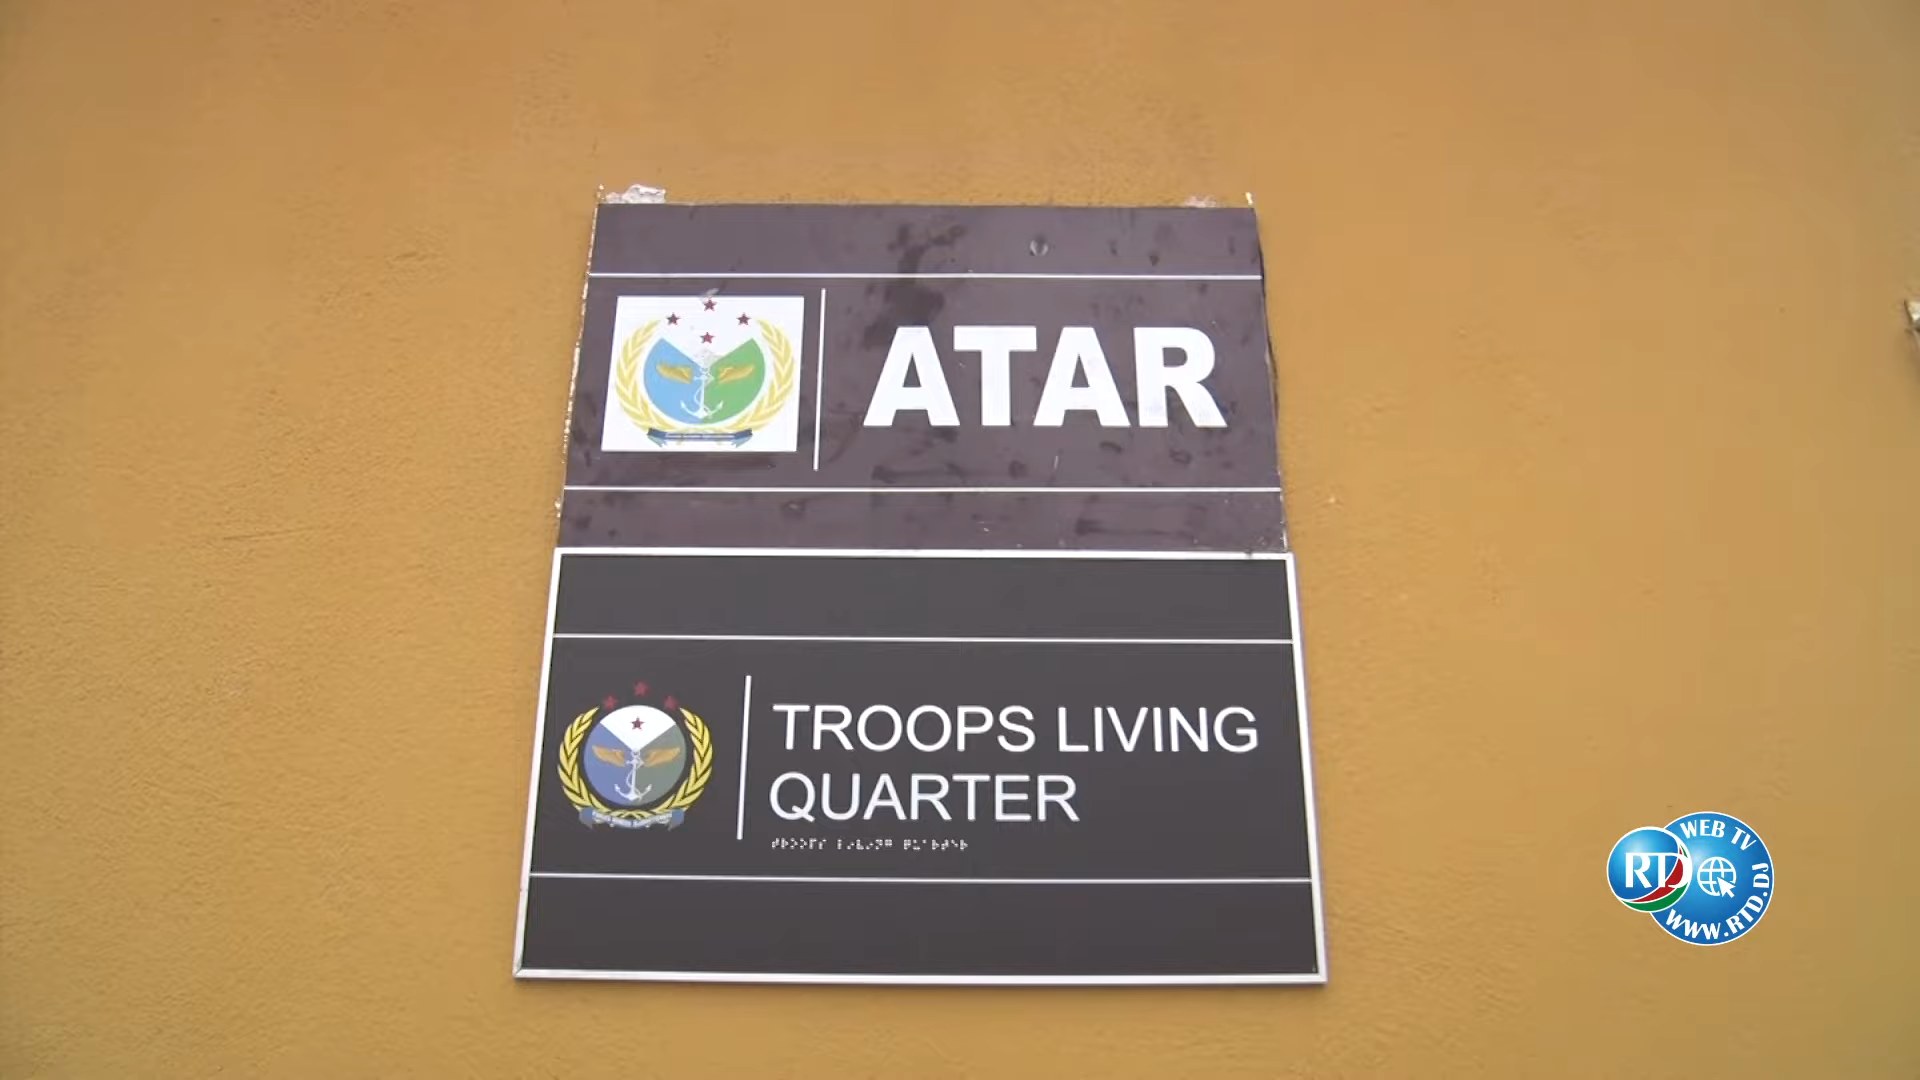 ATAR
TROOPS LIVING
QUARTER
WEB TV
RTD
WWW.RTD.DJ